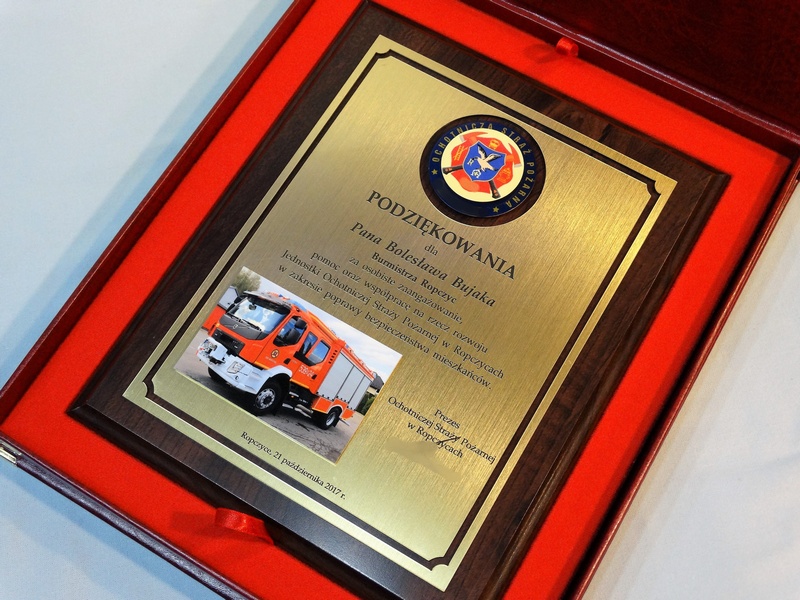 OCHOTNICZA STRAŻ POŻARNA
PODZIĘKOWANIA
dla
Pana Bolesława Bujaka
Burmistrza Ropczyc
za osobiste zaangażowanie,
pomoc oraz współpracę na rzecz rozwoju
Jednostki Ochotniczej Straży Pożarnej w Ropczycach
w zakresie poprawy bezpieczeństwa mieszkańców.
Prezes
Ochotniczej Straży Pożarnej
w Ropczycach
Ropczyce, 21 października 2017 r.